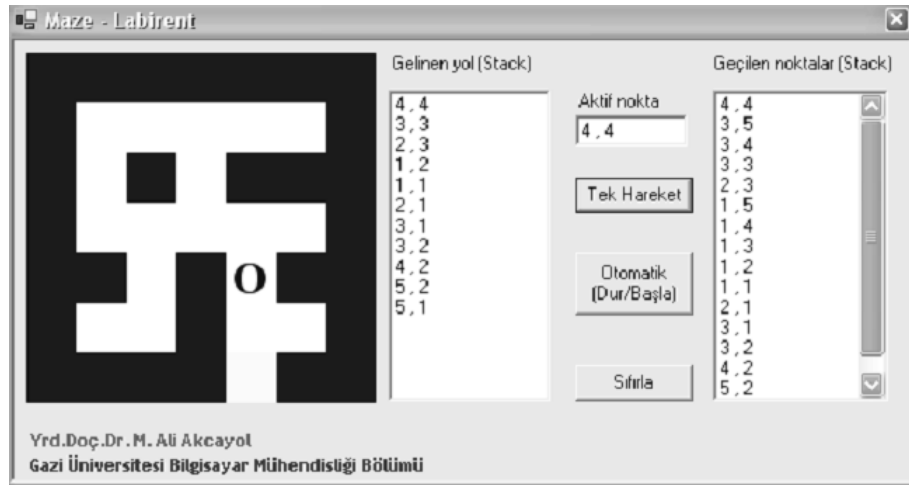 Maze - Labirent
Gelinen yol (Stack)
4 , 4
3 , 3
2 , 3
1 , 2
1 , 1
2 , 1
3 , 1
3 , 2
4 , 2
5 , 2
5 , 1
Aktif nokta
4 , 4
Tek Hareket
Otomatik
(Dur/Başla)
Sıfırla
Geçilen noktalar (Stack)
4 , 4
3 , 5
3 , 4
3 , 3
2 , 3
1 , 5
1 , 4
1 , 3
1 , 2
1 , 1
2 , 1
3 , 1
3 , 2
4 , 2
5 , 2
O
Yrd.Doç.Dr. M. Ali Akcayol
Gazi Üniversitesi Bilgisayar Mühendisliği Bölümü